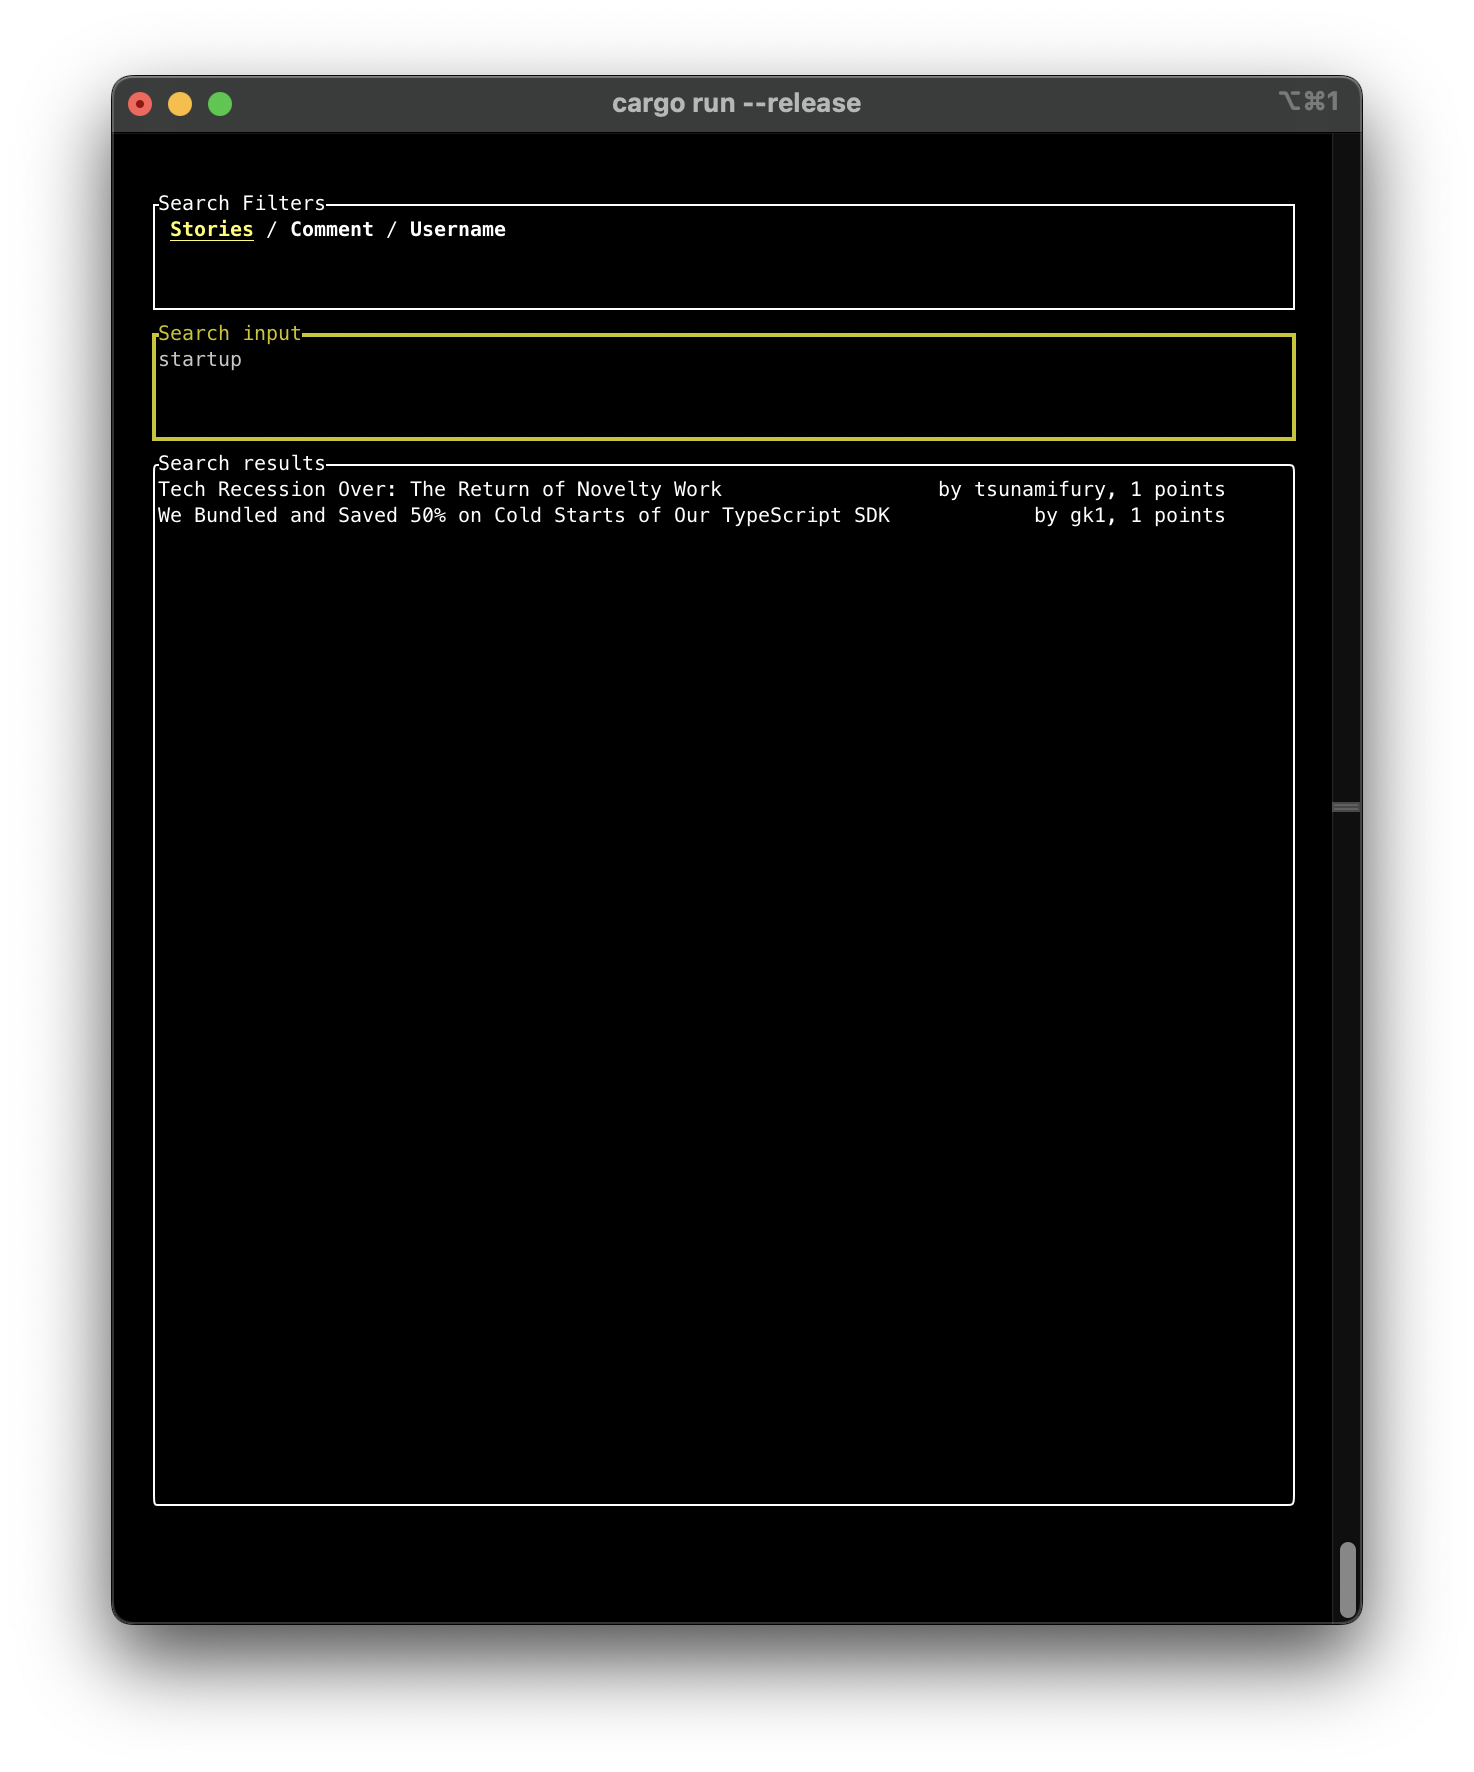 cargo run --release ⌥⌘1
Search Filters
Stories / Comment / Username
Search input
startup
Search results
Tech Recession Over: The Return of Novelty Work by tsunamifury, 1 points
We Bundled and Saved 50% on Cold Starts of Our TypeScript SDK by gk1, 1 points